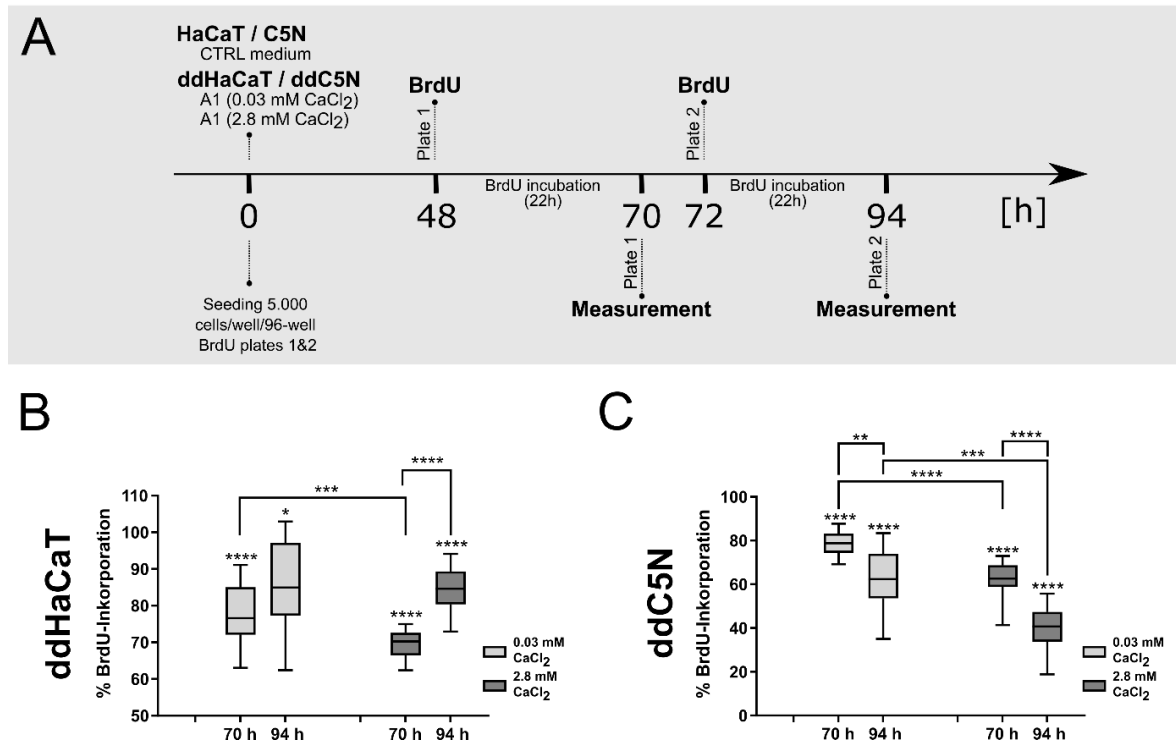 A
HaCaT / C5N
CTRL medium
ddHaCaT / ddC5N
A1 (0.03 mM CaCl2)
A1 (2.8 mM CaCl2)
BrdU
Plate 1
BrdU
Plate 2
BrdU incubation
(22h)
BrdU incubation
(22h)
0
48
70
72
94
[h]
Seeding 5.000
cells/well/96-well
BrdU plates 1&2
Plate 1
Measurement
Plate 2
Measurement
B
ddHaCaT
% BrdU-Inkorporation
110
100
90
80
70
60
50
****
*
***
****
****
****
70 h
94 h
70 h
94 h
0.03 mM
CaCl2
2.8 mM
CaCl2
C
ddC5N
% BrdU-Inkorporation
100
80
60
40
20
0
**
****
***
****
****
****
****
****
70 h
94 h
70 h
94 h
0.03 mM
CaCl2
2.8 mM
CaCl2